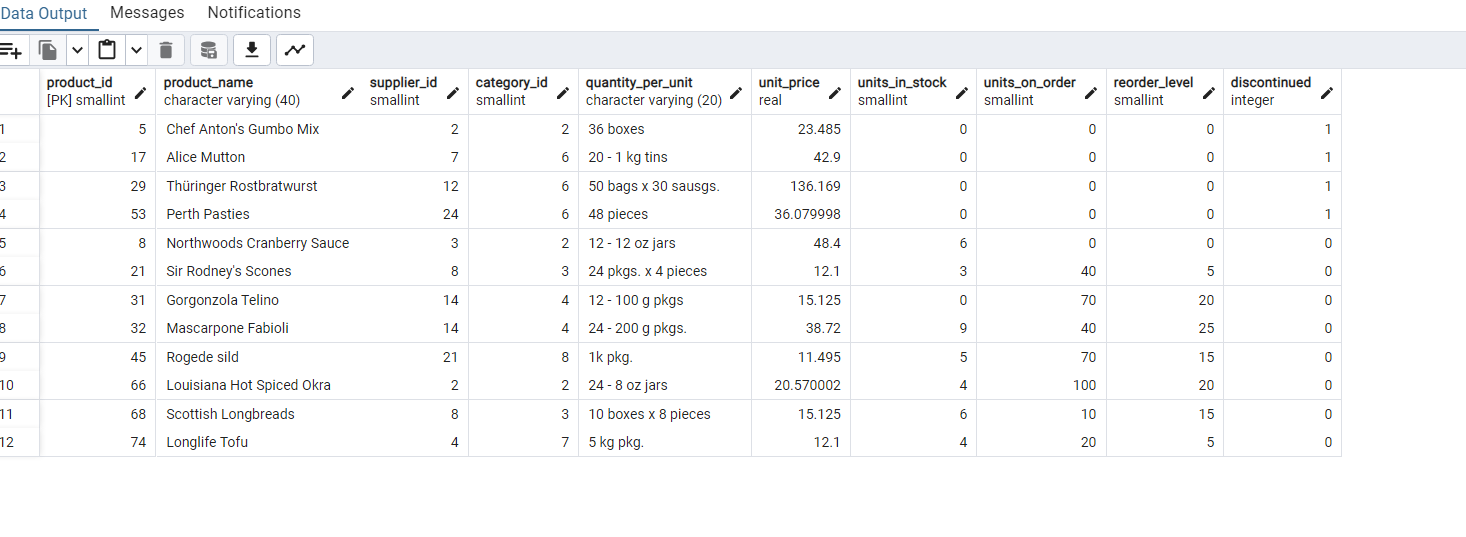 Data Output Messages Notifications
product_id product_name supplier_id category_id quantity_per_unit unit_price units_in_stock units_on_order reorder_level discontinued
[PK] smallint character varying (40) smallint smallint character varying (20) real smallint smallint smallint integer
1 5 Chef Anton's Gumbo Mix 2 2 36 boxes 23.485 0 0 0 1
2 17 Alice Mutton 7 6 20 - 1 kg tins 42.9 0 0 0 1
3 29 Thüringer Rostbratwurst 12 6 50 bags x 30 sausgs. 136.169 0 0 0 1
4 53 Perth Pasties 24 6 48 pieces 36.079998 0 0 0 1
5 8 Northwoods Cranberry Sauce 3 2 12 - 12 oz jars 48.4 6 0 0 0
6 21 Sir Rodney's Scones 8 3 24 pkgs. x 4 pieces 12.1 3 40 5 0
7 31 Gorgonzola Telino 14 4 12 - 100 g pkgs 15.125 0 70 20 0
8 32 Mascarpone Fabioli 14 4 24 - 200 g pkgs. 38.72 9 40 25 0
9 45 Rogede sild 21 8 1k pkg. 11.495 5 70 15 0
10 66 Louisiana Hot Spiced Okra 2 2 24 - 8 oz jars 20.570002 4 100 20 0
11 68 Scottish Longbreads 8 3 10 boxes x 8 pieces 15.125 6 10 15 0
12 74 Longlife Tofu 4 7 5 kg pkg. 12.1 4 20 5 0